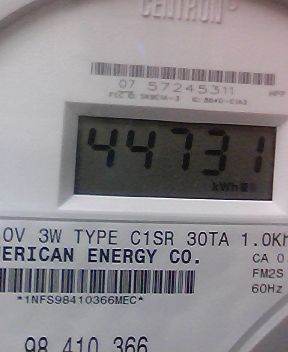 CENTRON
07 57245311
44731
kWh
0V 3W TYPE C1SR 30TA 1.0Kh
ERICAN ENERGY CO.
CA 0.
FM2S
60Hz
*1NFS98410366MEC*
98 410 366